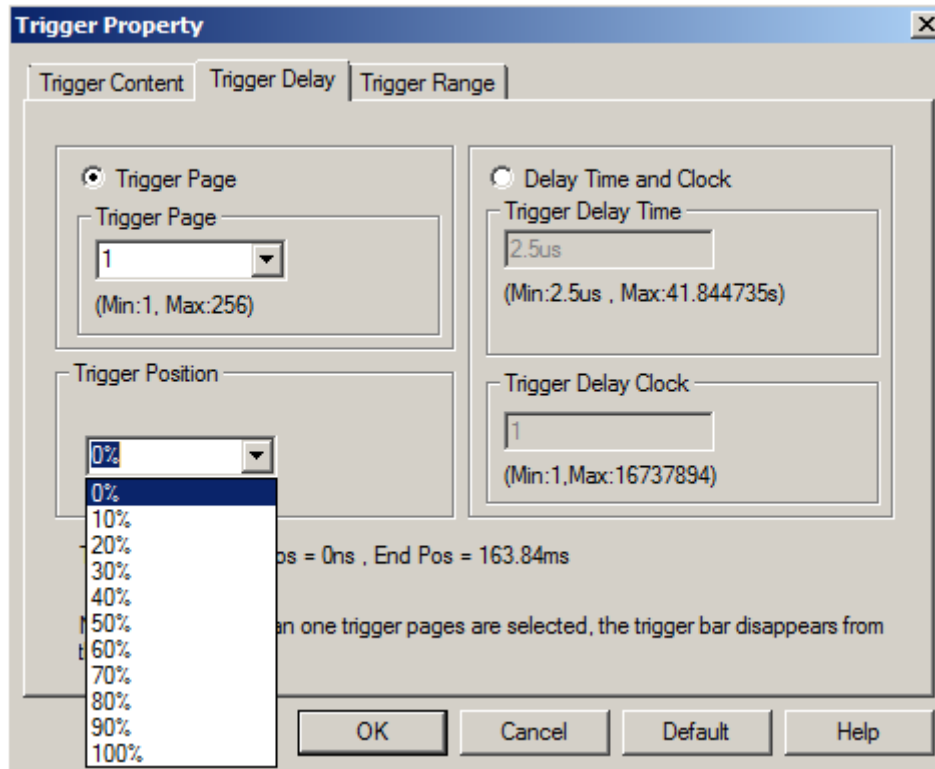 Trigger Property
Trigger Content Trigger Delay Trigger Range
Trigger Page
Trigger Page
1
(Min:1, Max:256)
Trigger Position
0%
0%
10%
20%
30%
40%
50%
60%
70%
80%
90%
100%
Delay Time and Clock
Trigger Delay Time
2.5us
(Min:2.5us , Max:41.844735s)
Trigger Delay Clock
1
(Min:1,Max:16737894)
os = 0ns , End Pos = 163.84ms
an one trigger pages are selected, the trigger bar disappears from
OK Cancel Default Help